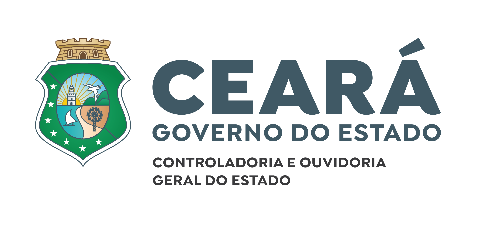 CEARÁ
GOVERNO DO ESTADO
CONTROLADORIA E OUVIDORIA
GERAL DO ESTADO